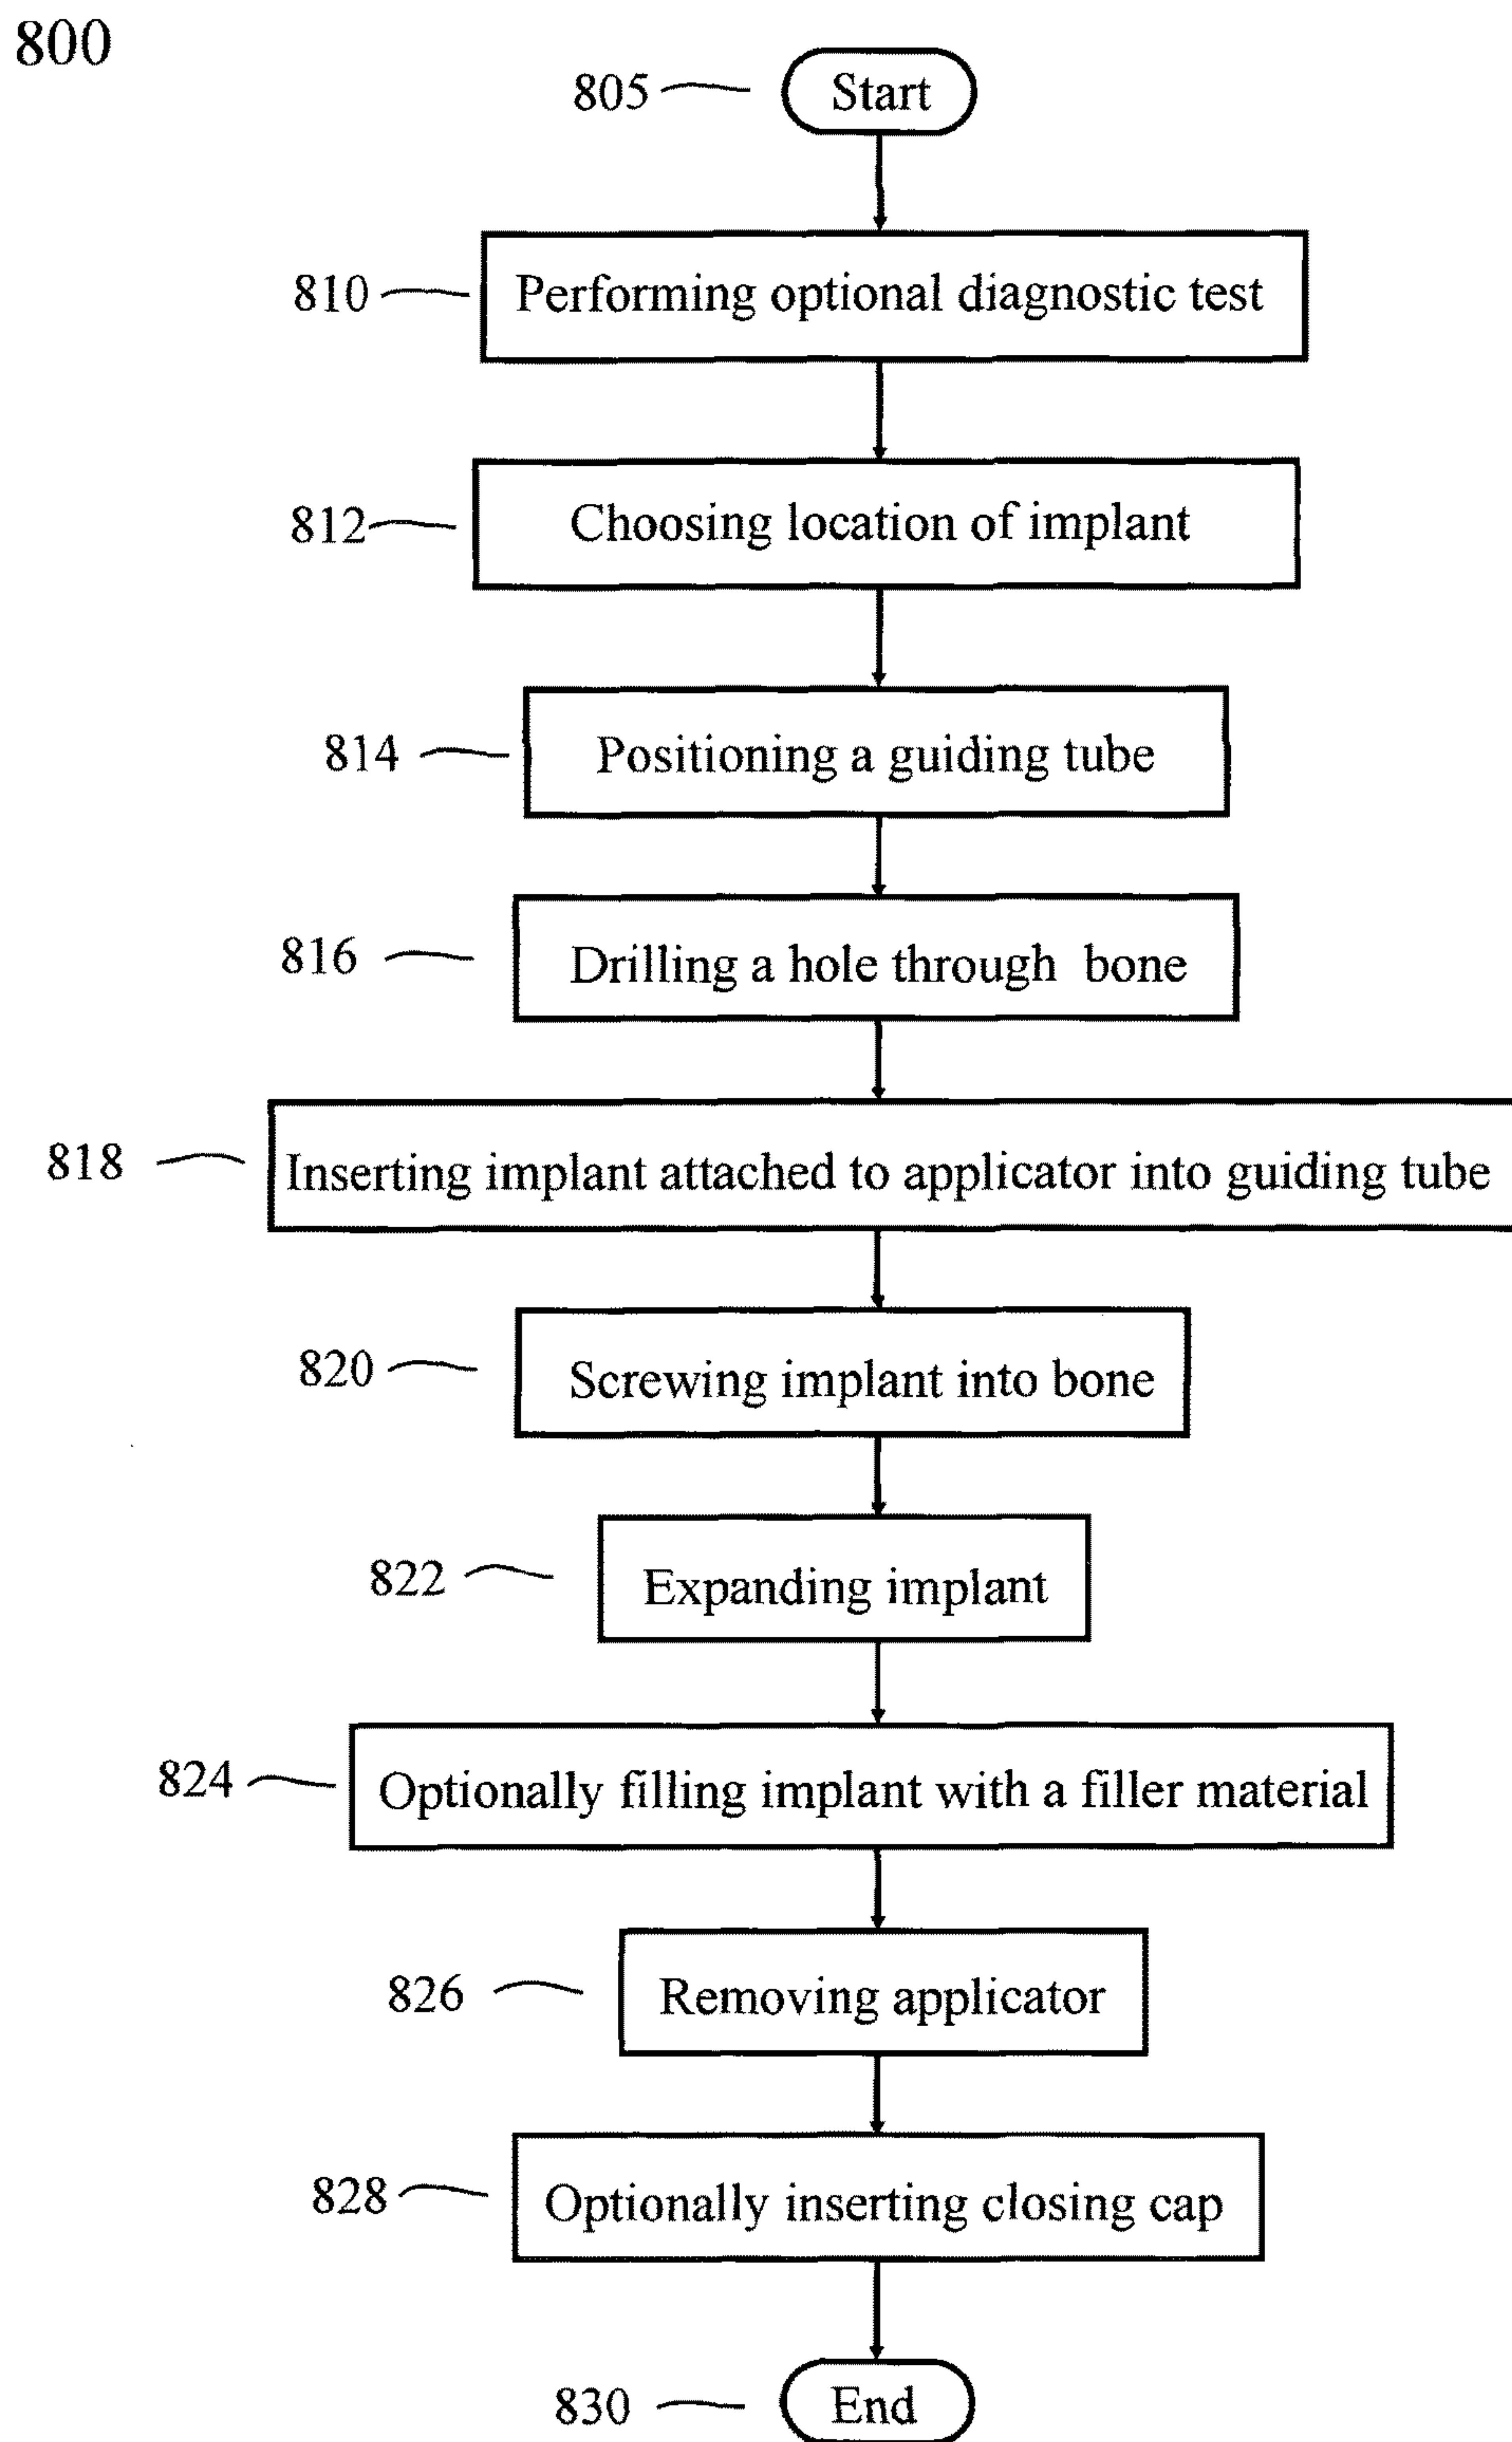 800
805 Start
810 Performing optional diagnostic test
812 Choosing location of implant
814 Positioning a guiding tube
816 Drilling a hole through bone
818 Inserting implant attached to applicator into guiding tube
820 Screwing implant into bone
822 Expanding implant
824 Optionally filling implant with a filler material
826 Removing applicator
828 Optionally inserting closing cap
830 End